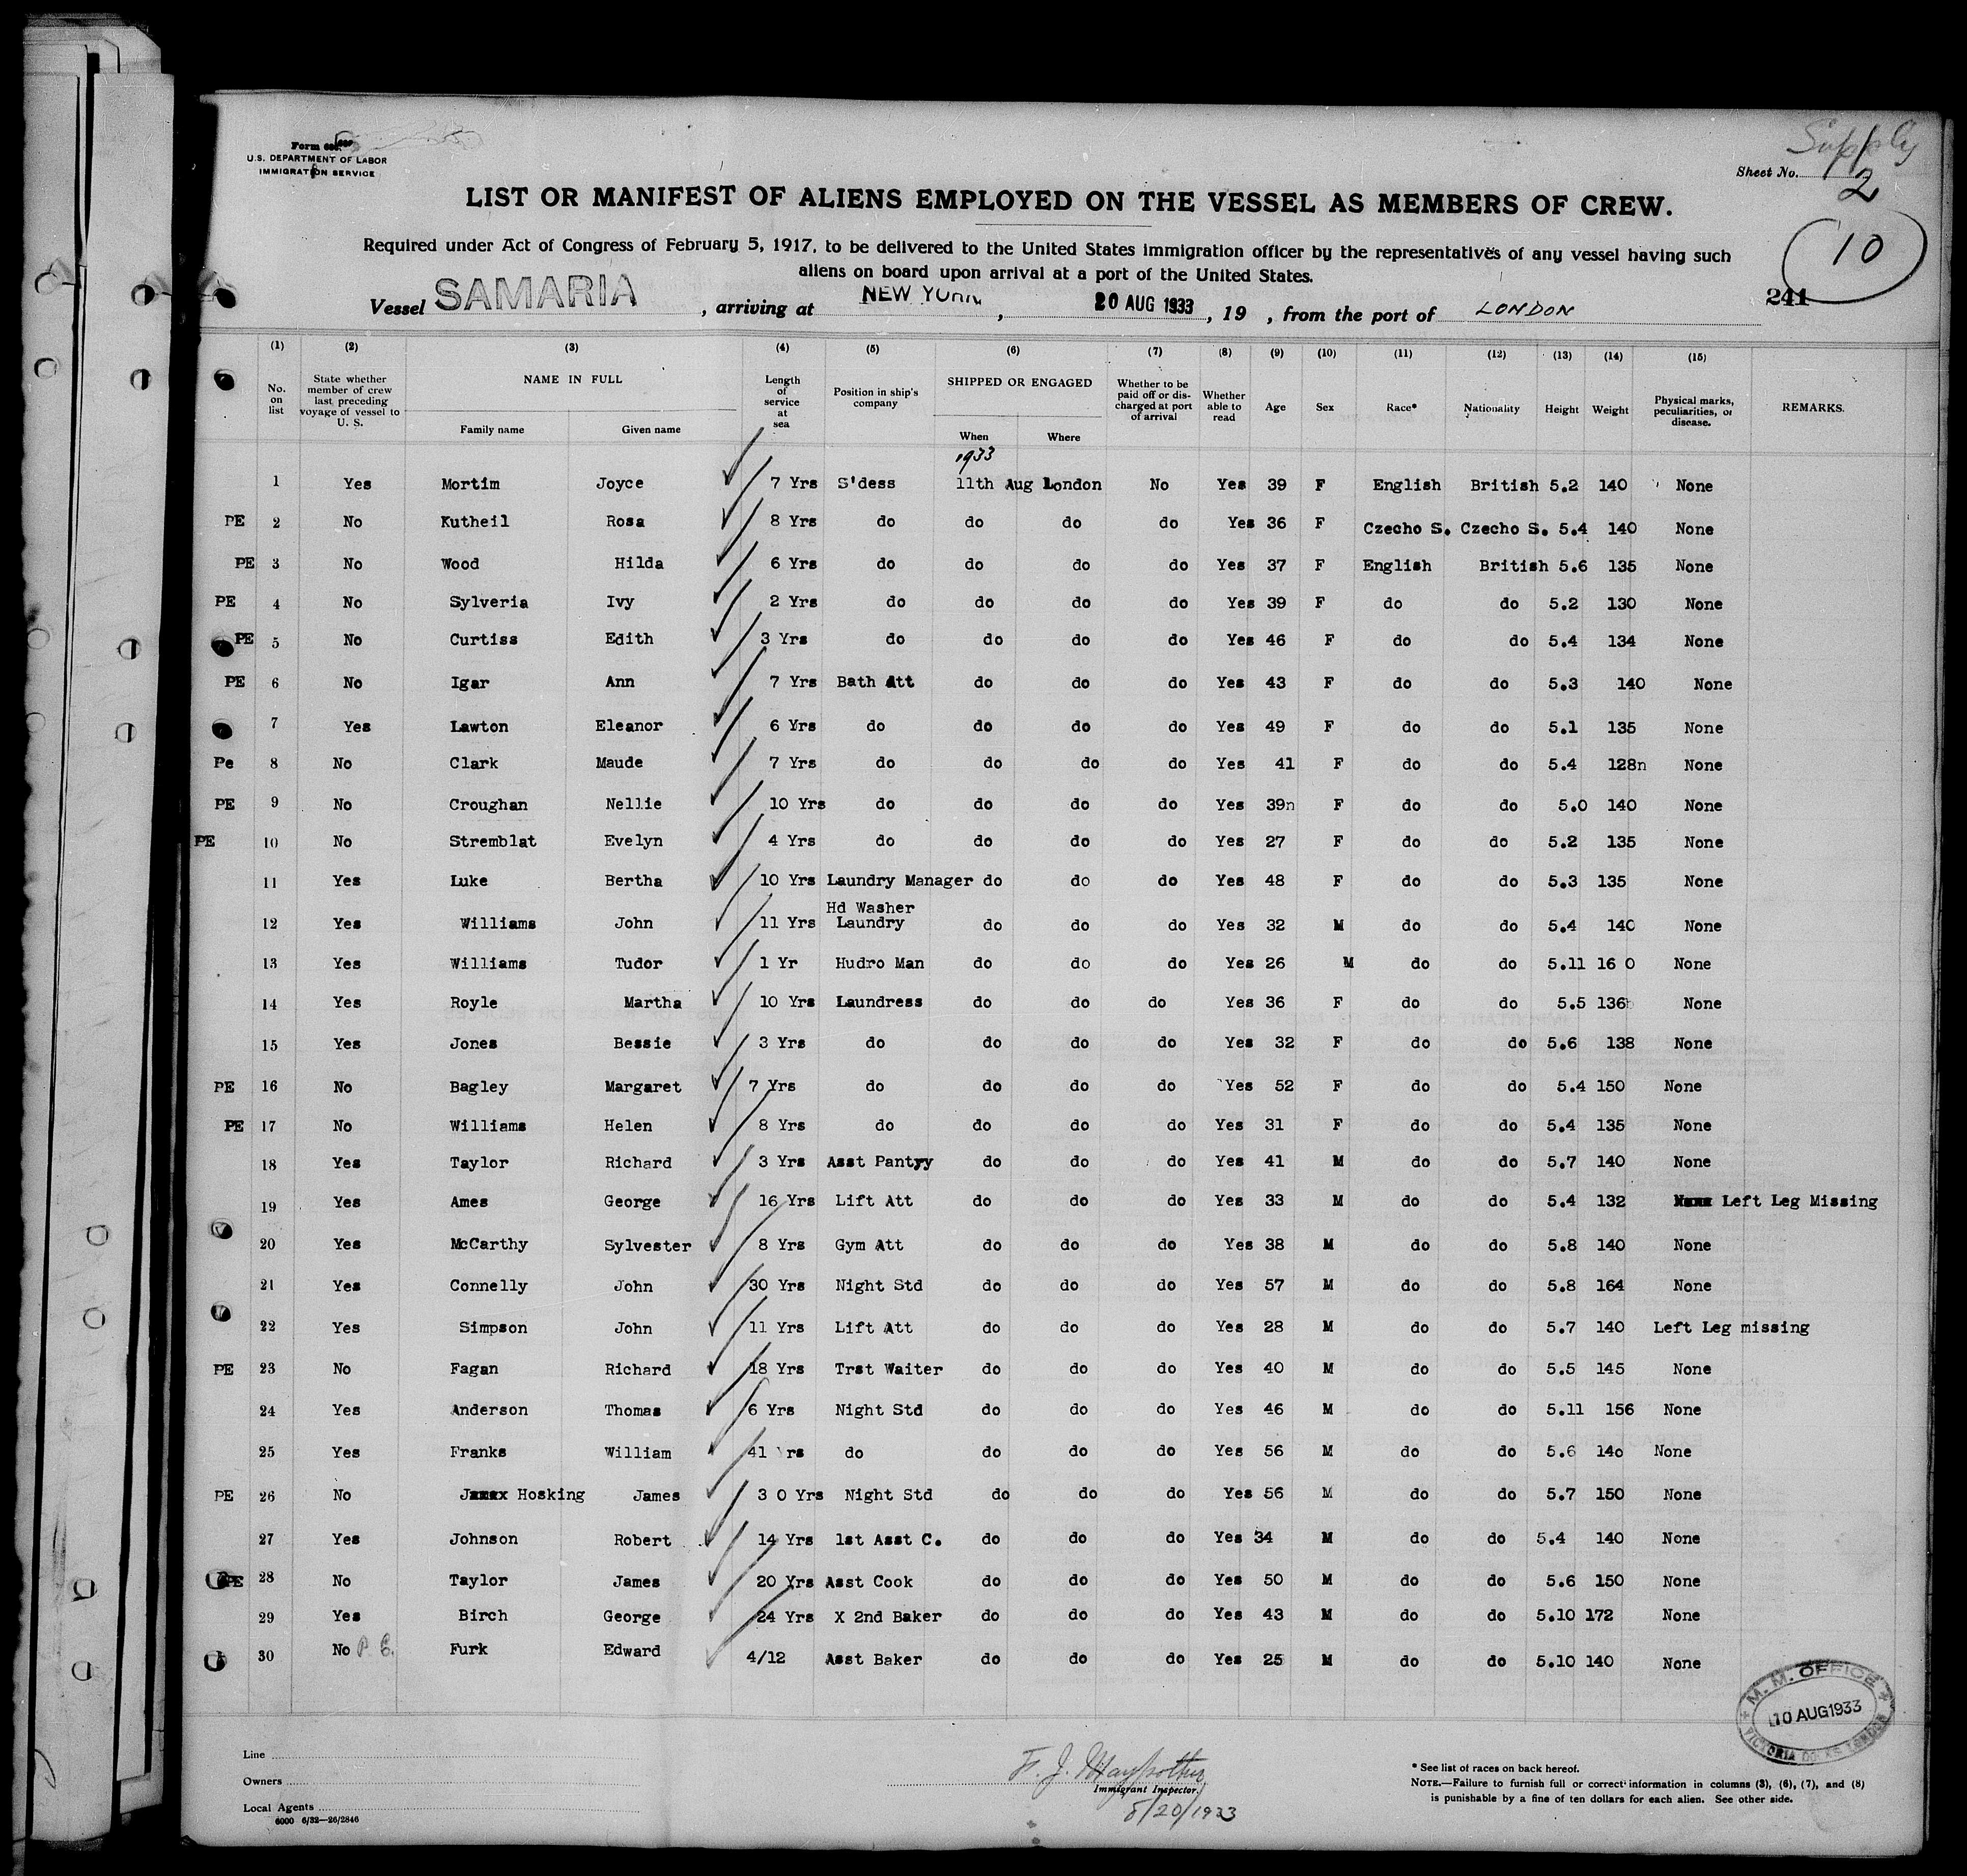 Supply
Form 680
U.S. DEPARTMENT OF LABOR
IMMIGRATION SERVICE
Sheet No. 2
LIST OR MANIFEST OF ALIENS EMPLOYED ON THE VESSEL AS MEMBERS OF CREW.
10
Required under Act of Congress of February 5, 1917, to be delivered to the United States immigration officer by the representatives of any vessel having such
aliens on board upon arrival at a port of the United States.
241
Vessel SAMARIA , arriving at NEW YORK , 20 AUG 1933 , 19 , from the port of LONDON
(1) (2) (3) (4) (5) (6) (7) (8) (9) (10) (11) (12) (13) (14) (15)
No. on list State whether member of crew last preceding voyage of vessel to U. S. NAME IN FULL Family name Given name Length of service at sea Position in ship's company SHIPPED OR ENGAGED When Where Whether to be paid off or discharged at port of arrival Whether able to read Age Sex Race* Nationality Height Weight Physical marks, peculiarities, or disease. REMARKS.
1933
1 Yes Mortim Joyce 7 Yrs S'dess 11th Aug London No Yes 39 F English British 5.2 140 None
PE 2 No Kutheil Rosa 8 Yrs do do do do Yes 36 F Czecho S. Czecho S. 5.4 140 None
PE 3 No Wood Hilda 6 Yrs do do do do Yes 37 F English British 5.6 135 None
PE 4 No Sylveria Ivy 2 Yrs do do do do Yes 39 F do do 5.2 130 None
PE 5 No Curtiss Edith 3 Yrs do do do do Yes 46 F do do 5.4 134 None
PE 6 No Igar Ann 7 Yrs Bath Att do do do Yes 43 F do do 5.3 140 None
7 Yes Lawton Eleanor 6 Yrs do do do do Yes 49 F do do 5.1 135 None
Pe 8 No Clark Maude 7 Yrs do do do do Yes 41 F do do 5.4 128n None
PE 9 No Croughan Nellie 10 Yrs do do do do Yes 39n F do do 5.0 140 None
PE 10 No Stremblat Evelyn 4 Yrs do do do do Yes 27 F do do 5.2 135 None
11 Yes Luke Bertha 10 Yrs Laundry Manager do do do Yes 48 F do do 5.3 135 None
12 Yes Williams John 11 Yrs Hd Washer Laundry do do do Yes 32 M do do 5.4 140 None
13 Yes Williams Tudor 1 Yr Hudro Man do do do Yes 26 M do do 5.11 16 0 None
14 Yes Royle Martha 10 Yrs Laundress do do do Yes 36 F do do 5.5 136 None
15 Yes Jones Bessie 3 Yrs do do do do Yes 32 F do do 5.6 138 None
PE 16 No Bagley Margaret 7 Yrs do do do do Yes 52 F do do 5.4 150 None
PE 17 No Williams Helen 8 Yrs do do do do Yes 31 F do do 5.4 135 None
18 Yes Taylor Richard 3 Yrs Asst Pantyy do do do Yes 41 M do do 5.7 140 None
19 Yes Ames George 16 Yrs Lift Att do do do Yes 33 M do do 5.4 132 Left Leg Missing
20 Yes McCarthy Sylvester 8 Yrs Gym Att do do do Yes 38 M do do 5.8 140 None
21 Yes Connelly John 30 Yrs Night Std do do do Yes 57 M do do 5.8 164 None
22 Yes Simpson John 11 Yrs Lift Att do do do Yes 28 M do do 5.7 140 Left Leg missing
PE 23 No Fagan Richard 18 Yrs Trst Waiter do do do Yes 40 M do do 5.5 145 None
24 Yes Anderson Thomas 6 Yrs Night Std do do do Yes 46 M do do 5.11 156 None
25 Yes Franks William 41 Yrs do do do do Yes 56 M do do 5.6 140 None
PE 26 No Hosking James 3 0 Yrs Night Std do do do Yes 56 M do do 5.7 150 None
27 Yes Johnson Robert 14 Yrs 1st Asst C. do do do Yes 34 M do do 5.4 140 None
PE 28 No Taylor James 20 Yrs Asst Cook do do do Yes 50 M do do 5.6 150 None
29 Yes Birch George 24 Yrs X 2nd Baker do do do Yes 43 M do do 5.10 172 None
30 No P. E. Furk Edward 4/12 Asst Baker do do do Yes 25 M do do 5.10 140 None
M. M. OFFICE
10 AUG 1933
VICTORIA DOCKS LONDON
Line
Owners
Local Agents
6000 6/32—26/2846
F. J.
Immigrant Inspector.
8/20/1933
* See list of races on back hereof.
NOTE.—Failure to furnish full or correct information in columns (3), (6), (7), and (8)
is punishable by a fine of ten dollars for each alien. See other side.